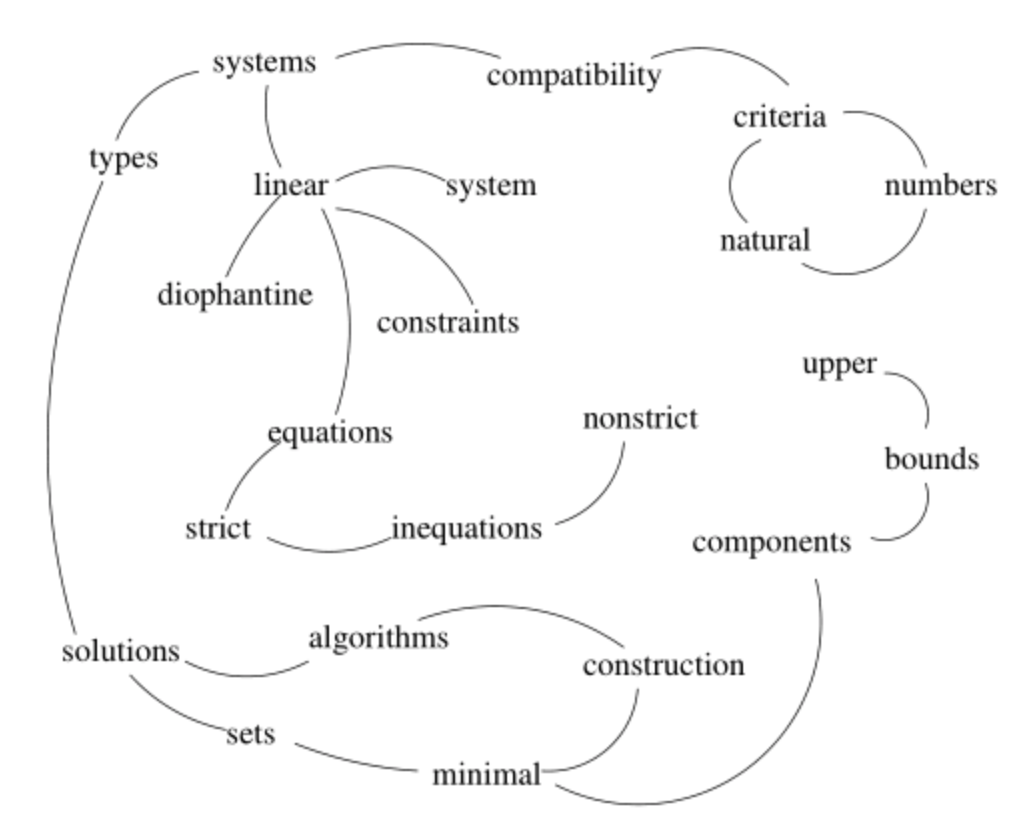 systems
compatibility
criteria
types
linear
system
numbers
natural
diophantine
constraints
upper
nonstrict
equations
bounds
strict
inequations
components
algorithms
solutions
construction
sets
minimal